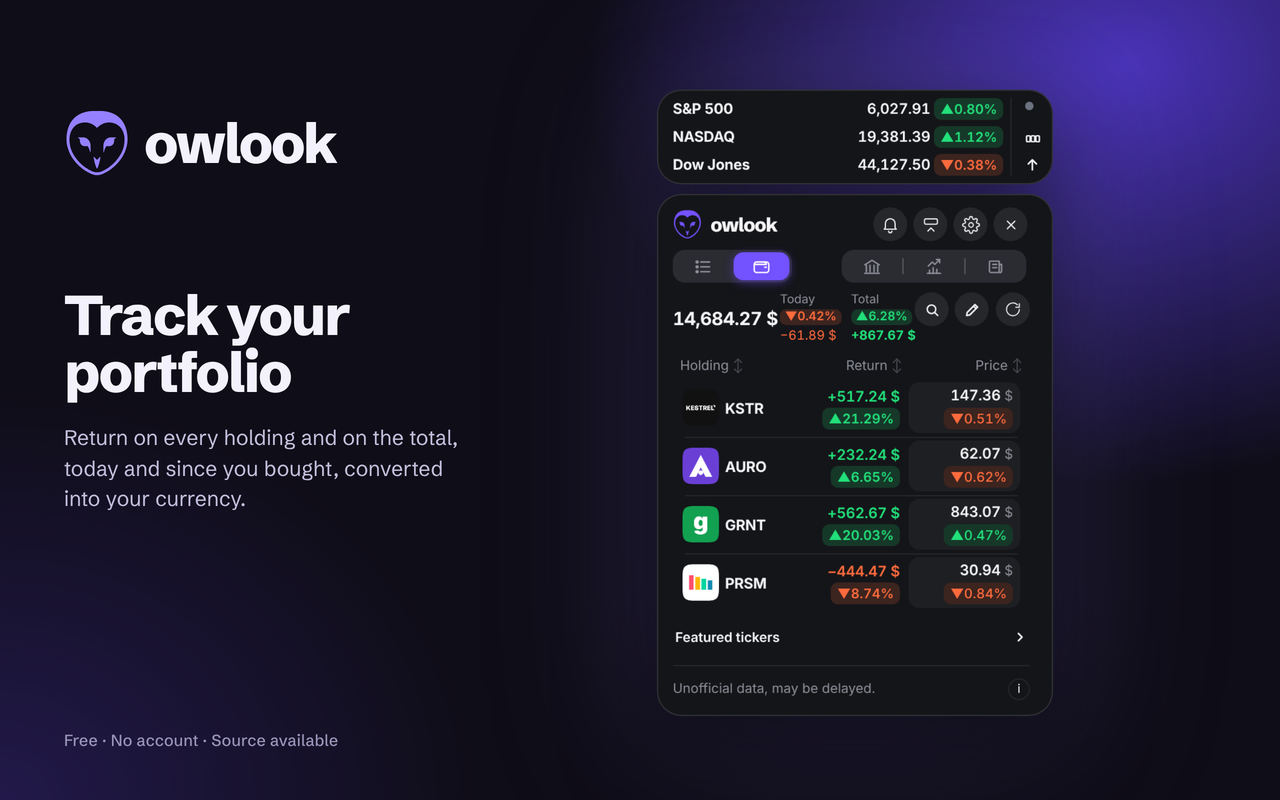 owlook
Track your
portfolio
Return on every holding and on the total,
today and since you bought, converted
into your currency.
Free · No account · Source available
S&P 500 6,027.91 ▲0.80%
NASDAQ 19,381.39 ▲1.12%
Dow Jones 44,127.50 ▼0.38%
owlook
14,684.27 $
Today
▼0.42%
−61.89 $
Total
▲6.28%
+867.67 $
Holding Return Price
KESTREL
KSTR
+517.24 $
▲21.29%
147.36 $
▼0.51%
AURO
+232.24 $
▲6.65%
62.07 $
▼0.62%
g
GRNT
+562.67 $
▲20.03%
843.07 $
▲0.47%
PRSM
−444.47 $
▼8.74%
30.94 $
▼0.84%
Featured tickers
Unofficial data, may be delayed.
i